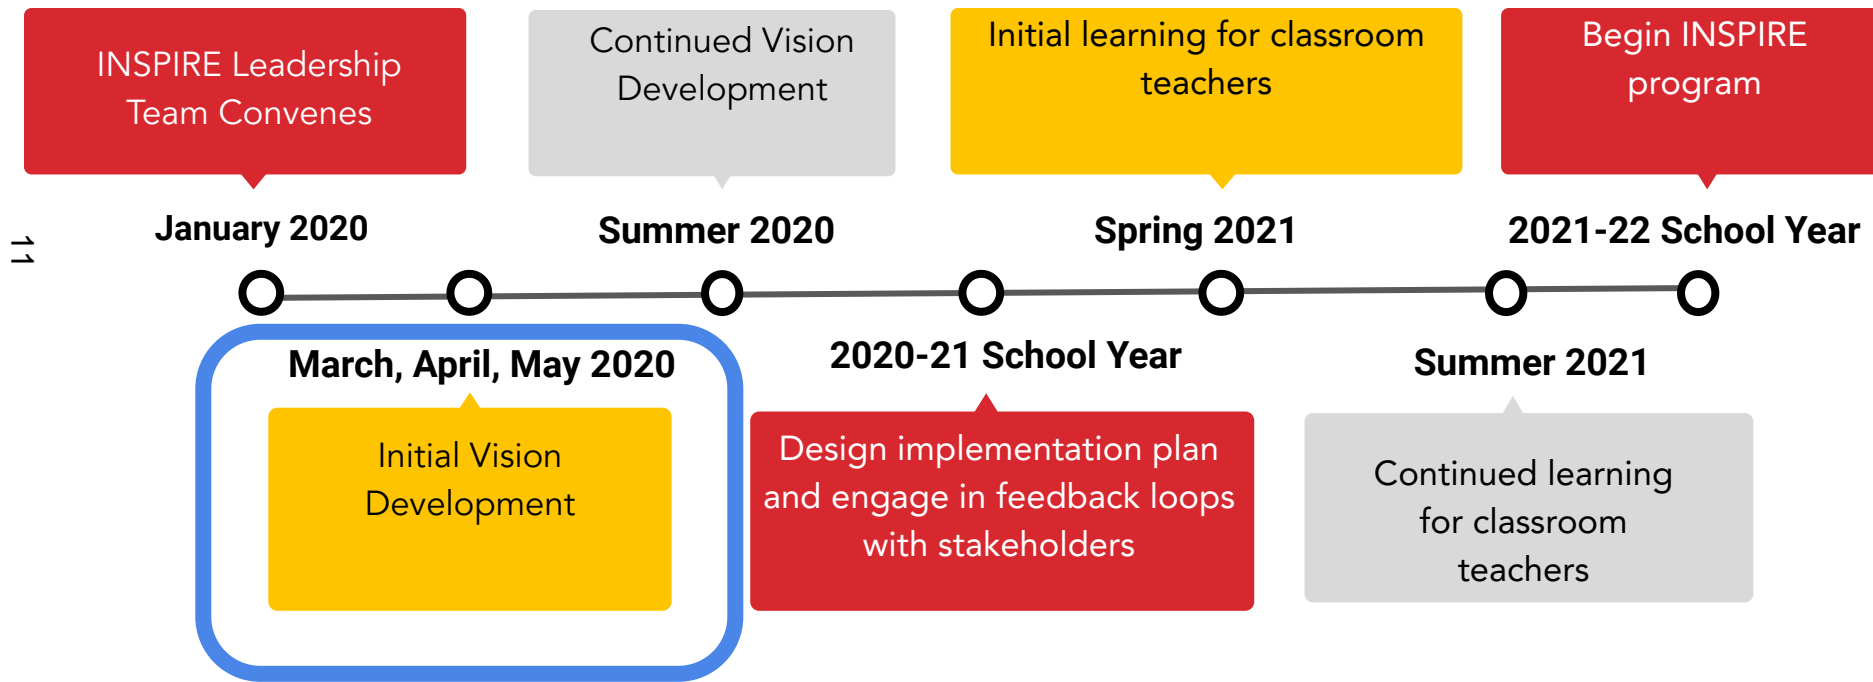 INSPIRE Leadership
Team Convenes
Continued Vision
Development
Initial learning for classroom
teachers
Begin INSPIRE
program
January 2020
Summer 2020
Spring 2021
2021-22 School Year
11
March, April, May 2020
2020-21 School Year
Summer 2021
Initial Vision
Development
Design implementation plan
and engage in feedback loops
with stakeholders
Continued learning
for classroom
teachers